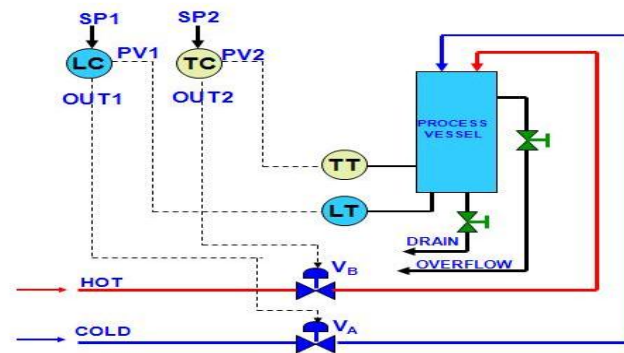 SP1
SP2
LC
PV1
TC
PV2
OUT1
OUT2
PROCESS
VESSEL
TT
LT
DRAIN
OVERFLOW
VB
HOT
VA
COLD